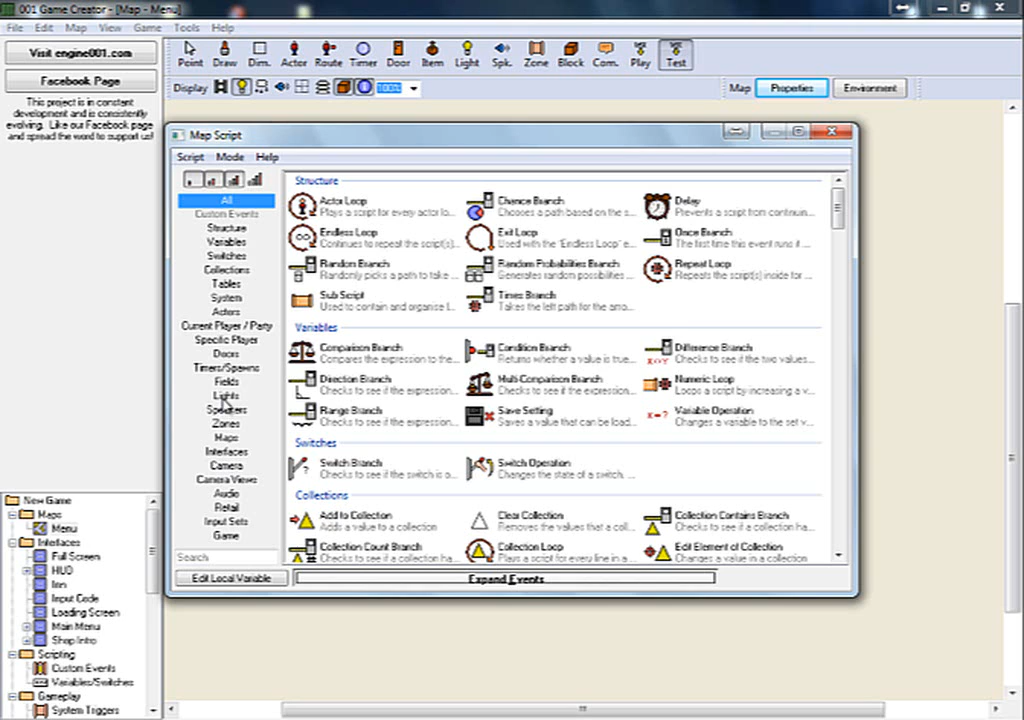 001 Game Creator - [Map - Menu]
File Edit Map View Game Tools Help
Visit engine001.com
Facebook Page
This project is in constant
development and is consistently
evolving. Like our Facebook page
and spread the word to support us!
Point Draw Dim. Actor Route Timer Door Item Light Spk. Zone Block Com. Play Test
Display 100% Map Properties Environment
Map Script
Script Mode Help
All
Custom Events
Structure
Variables
Switches
Collections
Tables
System
Actors
Current Player / Party
Specific Player
Doors
Timers/Spawns
Fields
Lights
Speakers
Zones
Maps
Interfaces
Camera
Camera Views
Audio
Retail
Input Sets
Game
Search
Edit Local Variable
Structure
Actor Loop Chance Branch Delay
Plays a script for every actor lo... Chooses a path based on the s... Prevents a script from continuin...
Endless Loop Exit Loop Once Branch
Continues to repeat the script(s)... Used with the 'Endless Loop' e... The first time this event runs it ...
Random Branch Random Probabilities Branch Repeat Loop
Randomly picks a path to take ... Generates random possibilities ... Repeats the script(s) inside for ...
Sub Script Times Branch
Used to contain and organise l... Takes the left path for the amo...
Variables
Comparison Branch Condition Branch Difference Branch
Compares the expression to the... Returns whether a value is true... Checks to see if the two values...
Direction Branch Multi-Comparison Branch Numeric Loop
Checks to see if the expression... Checks to see if the expression... Loops a script by increasing a v...
Range Branch Save Setting Variable Operation
Checks to see if the expression... Saves a value that can be load... Changes a variable to the set v...
Switches
Switch Branch Switch Operation
Checks to see if the switch is o... Changes the state of a switch. ...
Collections
Add to Collection Clear Collection Collection Contains Branch
Adds a value to a collection Removes the values that a coll... Checks to see if a collection ha...
Collection Count Branch Collection Loop Edit Element of Collection
Checks to see if a collection ha... Plays a script for every line in a... Changes a value in a collection
Expand Events
New Game
Maps
Menu
Interfaces
Full Screen
HUD
Inn
Input Code
Loading Screen
Main Menu
Shop Intro
Scripting
Custom Events
Variables/Switches
Gameplay
System Triggers